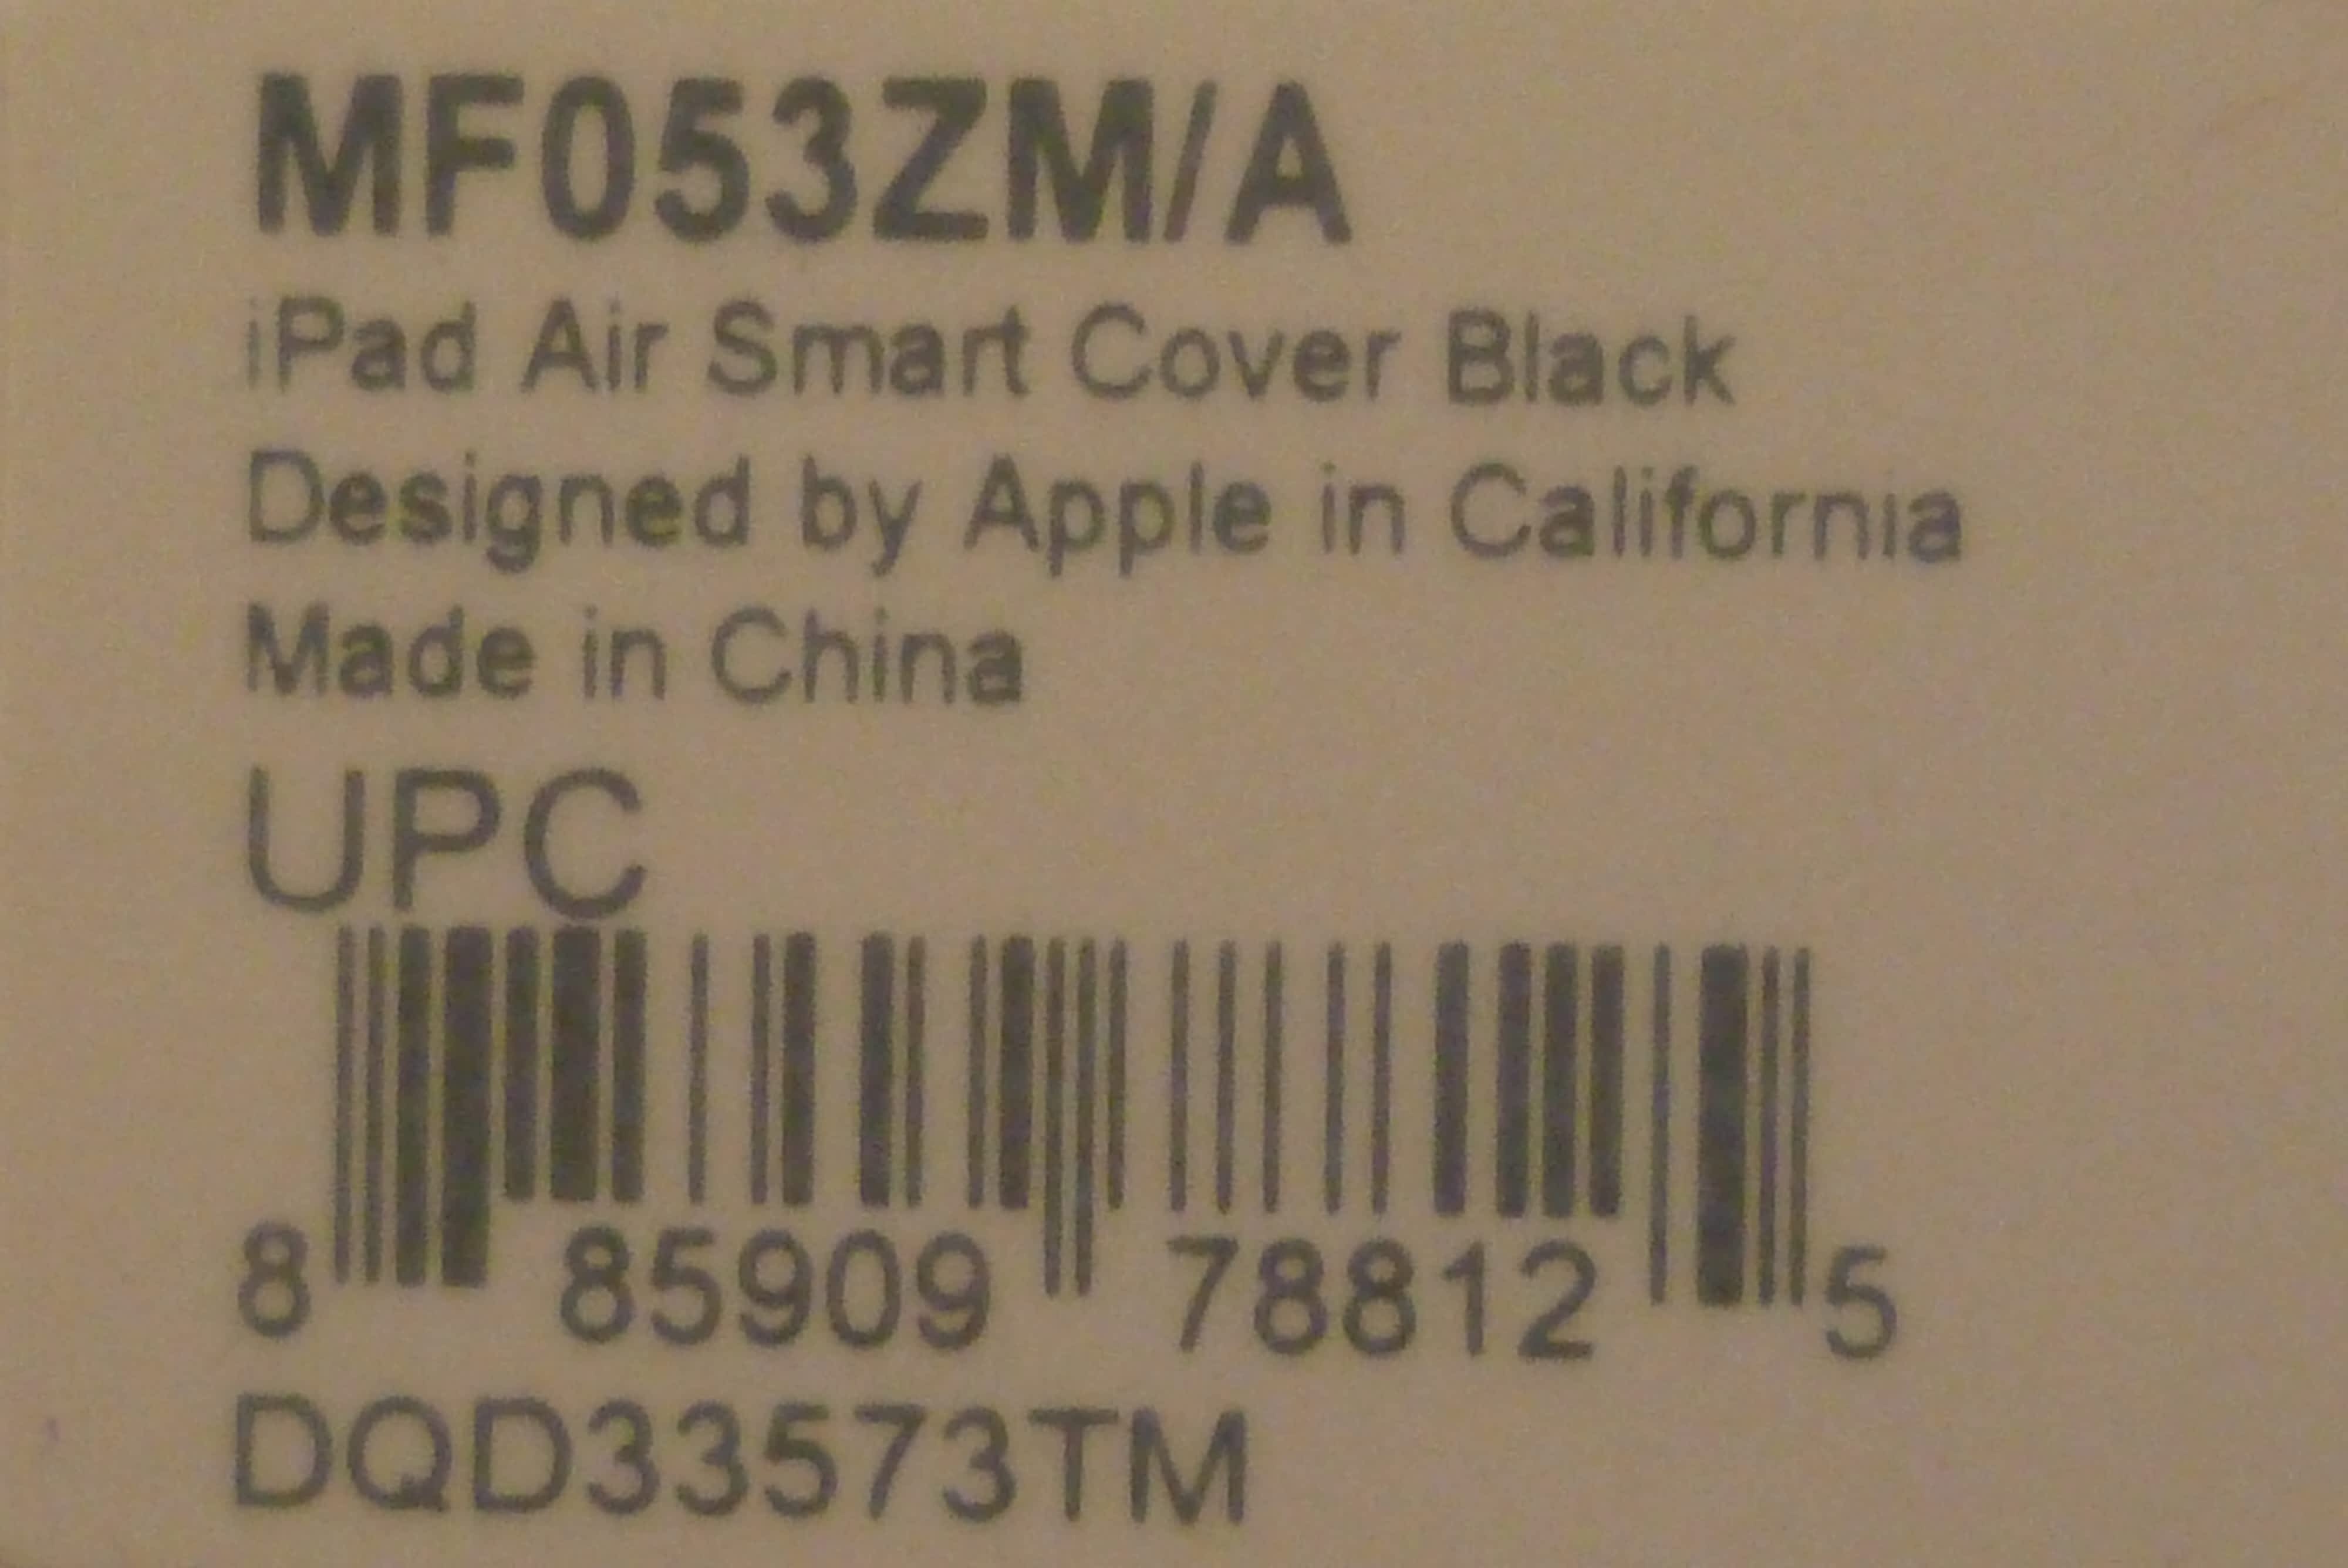 MF053ZM/A
iPad Air Smart Cover Black
Designed by Apple in California
Made in China
UPC
8 85909 78812 5
DQD33573TM